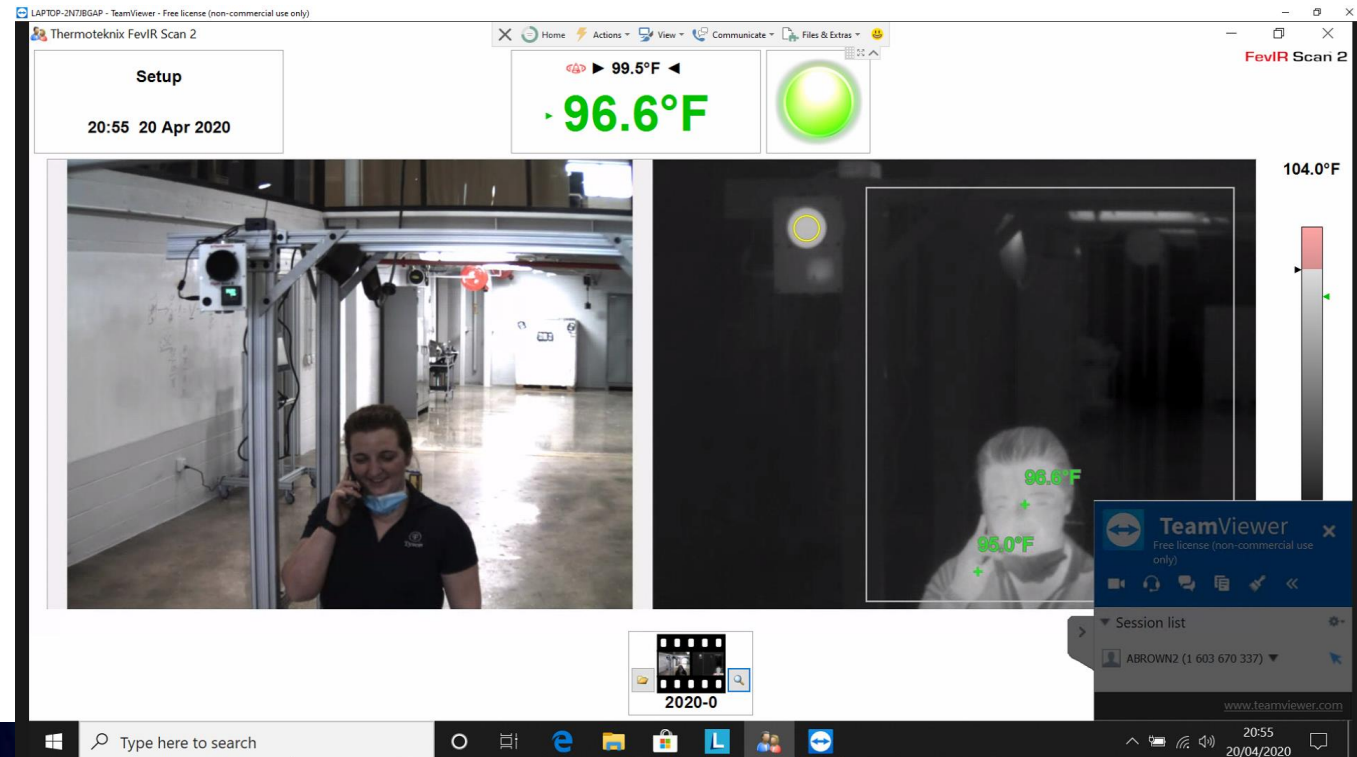 LAPTOP-2N7JBGAP - TeamViewer - Free license (non-commercial use only)
Thermoteknix FevIR Scan 2
Home Actions View Communicate Files & Extras
FevIR Scan 2
Setup
20:55 20 Apr 2020
99.5°F
96.6°F
104.0°F
96.6°F
95.0°F
TeamViewer
Free license (non-commercial use
only)
Session list
ABROWN2 (1 603 670 337)
www.teamviewer.com
2020-0
Type here to search
L
20:55
20/04/2020